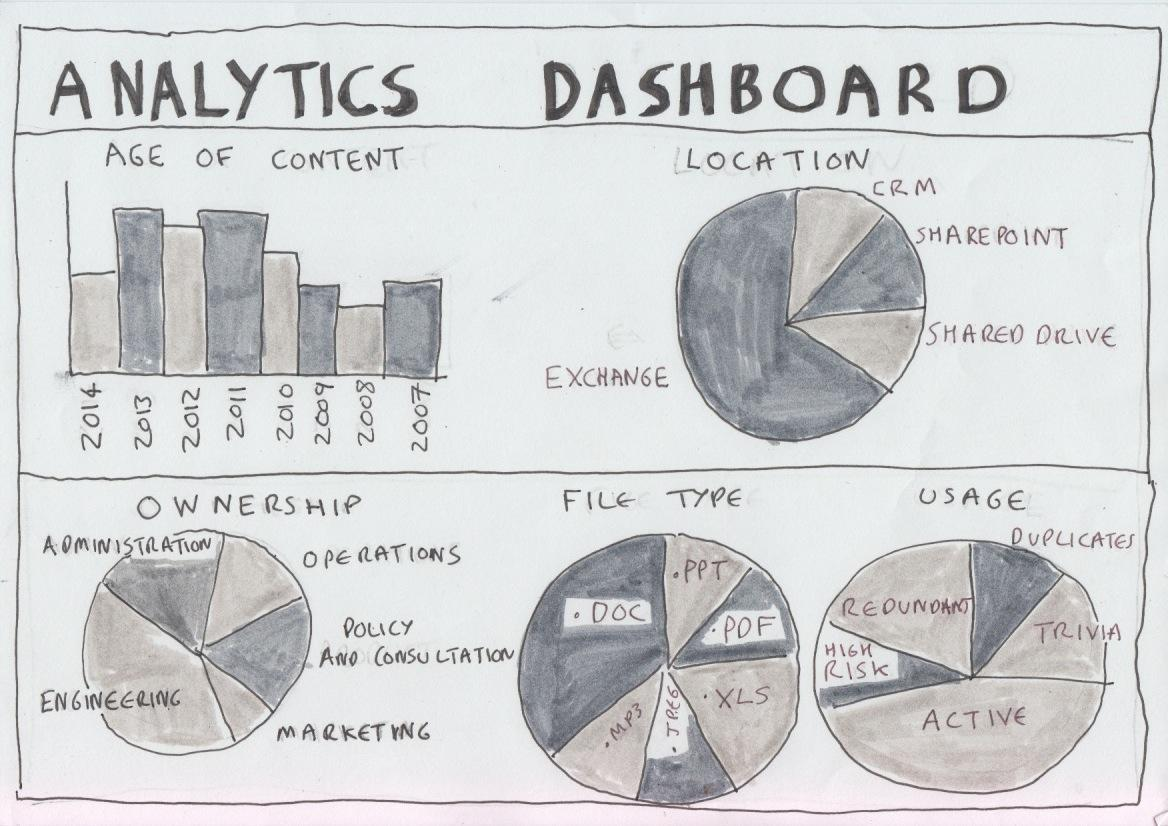 ANALYTICS DASHBOARD
AGE OF CONTENT
2014
2013
2012
2011
2010
2009
2008
2007
LOCATION
CRM
SHAREPOINT
SHARED DRIVE
EXCHANGE
OWNERSHIP
ADMINISTRATION
OPERATIONS
POLICY
AND CONSULTATION
ENGINEERING
MARKETING
FILE TYPE
.PPT
.DOC
.PDF
.XLS
.JPEG
.MP3
USAGE
DUPLICATES
REDUNDANT
TRIVIA
HIGH
RISK
ACTIVE